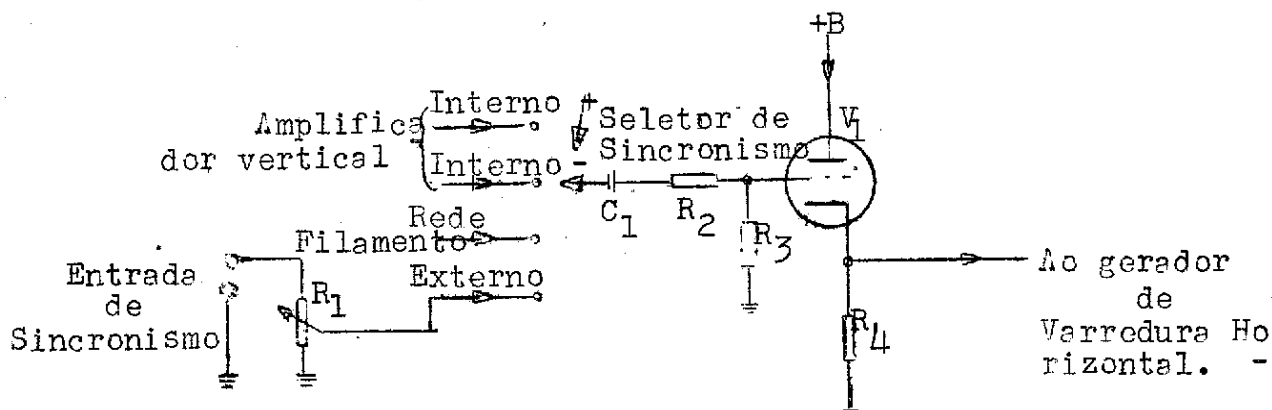 +B
Interno +
Amplifica
dor vertical
Interno -
Seletor de
Sincronismo
V1
C1
R2
R3
Rede
Filamento
Externo
Entrada
de
Sincronismo
R1
R4
Ao gerador
de
Varredura Ho
rizontal. -